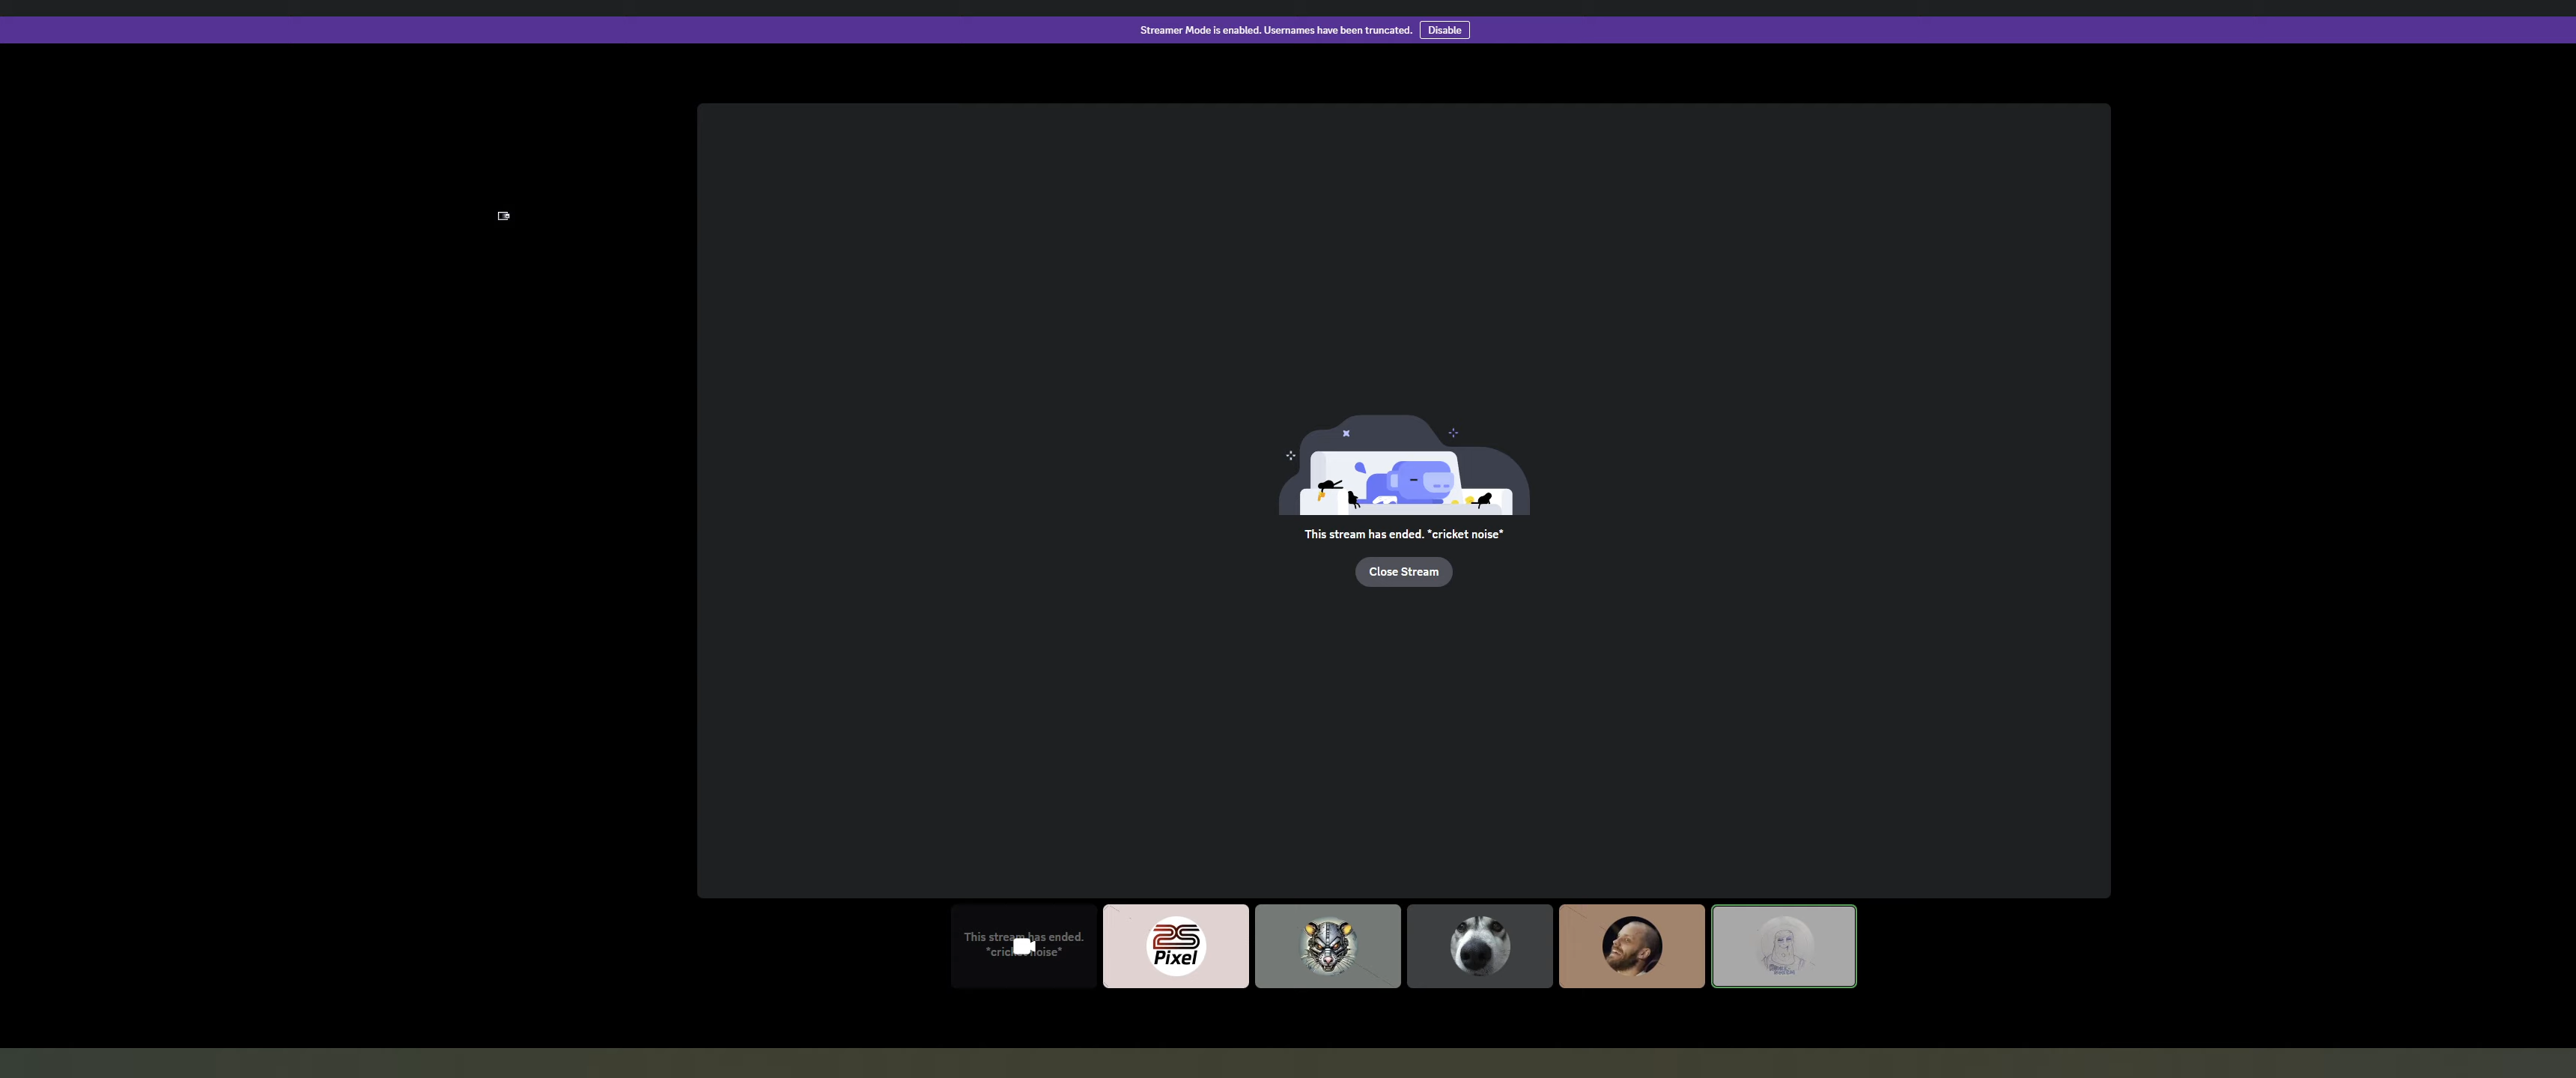 Streamer Mode is enabled. Usernames have been truncated. Disable
This stream has ended. *cricket noise*
Close Stream
This stream has ended.
*cricket noise*
2S
Pixel